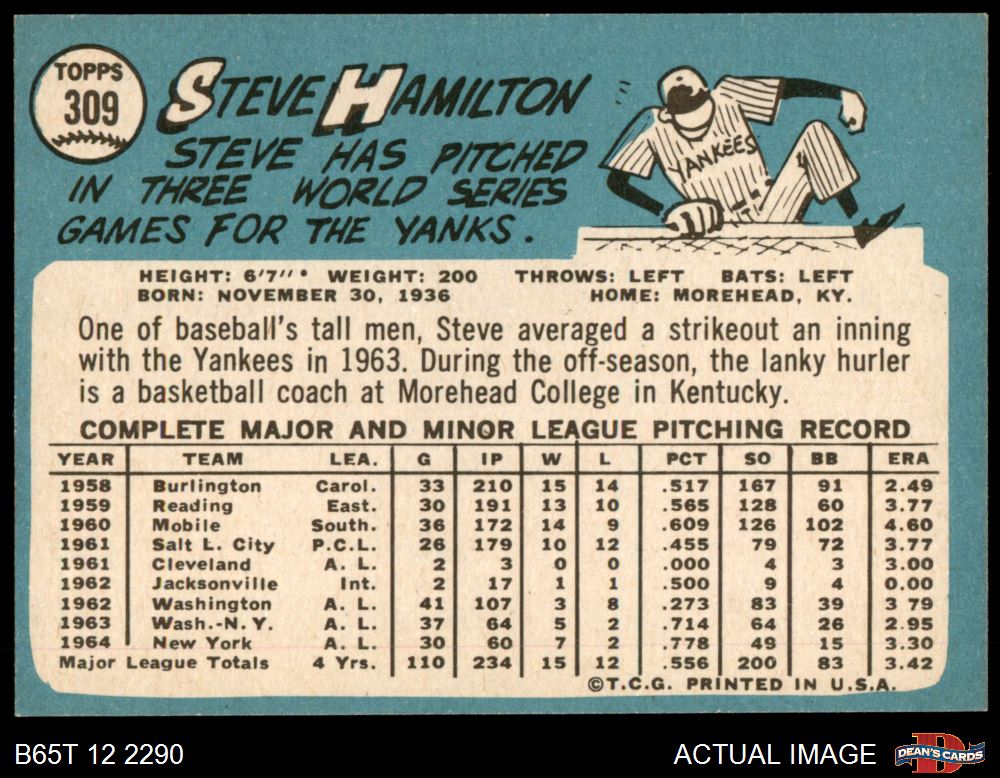 TOPPS
309
STEVE HAMILTON
STEVE HAS PITCHED
IN THREE WORLD SERIES
GAMES FOR THE YANKS.
YANKEES
HEIGHT: 6'7" • WEIGHT: 200 THROWS: LEFT BATS: LEFT
BORN: NOVEMBER 30, 1936 HOME: MOREHEAD, KY.
One of baseball's tall men, Steve averaged a strikeout an inning
with the Yankees in 1963. During the off-season, the lanky hurler
is a basketball coach at Morehead College in Kentucky.
COMPLETE MAJOR AND MINOR LEAGUE PITCHING RECORD
YEAR TEAM LEA. G IP W L PCT SO BB ERA
1958 Burlington Carol. 33 210 15 14 .517 167 91 2.49
1959 Reading East. 30 191 13 10 .565 128 60 3.77
1960 Mobile South. 36 172 14 9 .609 126 102 4.60
1961 Salt L. City P.C.L. 26 179 10 12 .455 79 72 3.77
1961 Cleveland A. L. 2 3 0 0 .000 4 3 3.00
1962 Jacksonville Int. 2 17 1 1 .500 9 4 0.00
1962 Washington A. L. 41 107 3 8 .273 83 39 3 79
1963 Wash.-N. Y. A. L. 37 64 5 2 .714 64 26 2.95
1964 New York A. L. 30 60 7 2 .778 49 15 3.30
Major League Totals 4 Yrs. 110 234 15 12 .556 200 83 3.42
©T.C.G. PRINTED IN U.S.A.
B65T 12 2290 ACTUAL IMAGE DEAN'S CARDS